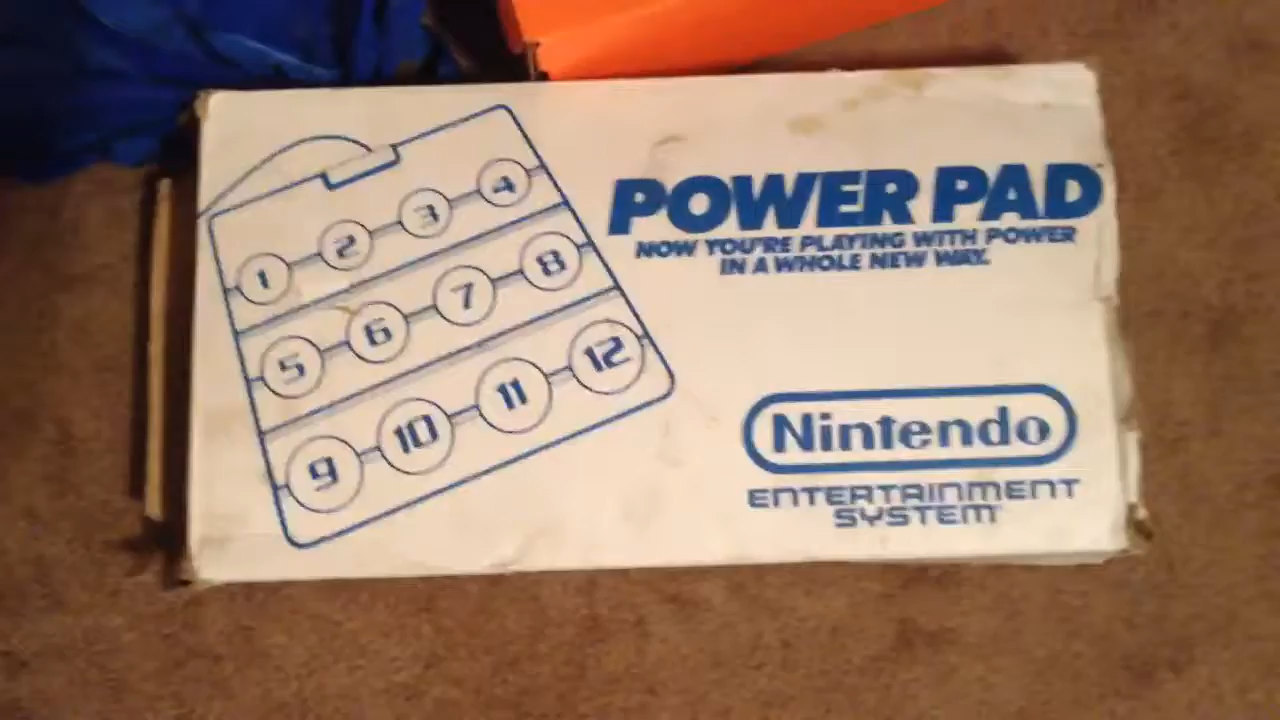 1 2 3 4
5 6 7 8
9 10 11 12
POWER PAD
NOW YOU'RE PLAYING WITH POWER
IN A WHOLE NEW WAY.
Nintendo
ENTERTAINMENT
SYSTEM